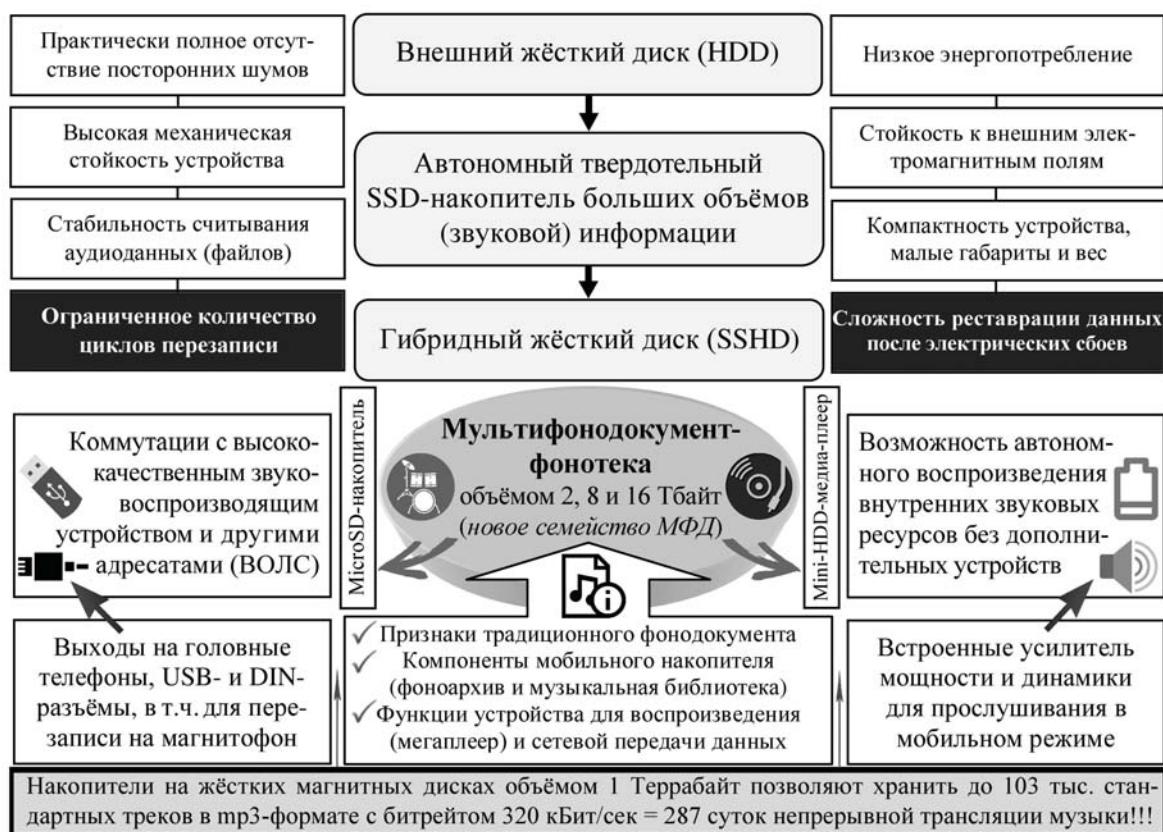 Практически полное отсут-
ствие посторонних шумов
Высокая механическая
стойкость устройства
Стабильность считывания
аудиоданных (файлов)
Ограниченное количество
циклов перезаписи
Внешний жёсткий диск (HDD)
Автономный твердотельный
SSD-накопитель больших объёмов
(звуковой) информации
Гибридный жёсткий диск (SSHD)
Низкое энергопотребление
Стойкость к внешним элек-
тромагнитным полям
Компактность устройства,
малые габариты и вес
Сложность реставрации данных
после электрических сбоев
Коммутации с высоко-
качественным звуко-
воспроизводящим
устройством и другими
адресатами (ВОЛС)
MicroSD-накопитель
Мультифонодокумент-
фонотека
объёмом 2, 8 и 16 Тбайт
(новое семейство МФД)
Mini-HDD-медиа-плеер
Возможность автоном-
ного воспроизведения
внутренних звуковых
ресурсов без дополни-
тельных устройств
Выходы на головные
телефоны, USB- и DIN-
разъёмы, в т.ч. для пере-
записи на магнитофон
✓ Признаки традиционного фонодокумента
✓ Компоненты мобильного накопителя
(фоноархив и музыкальная библиотека)
✓ Функции устройства для воспроизведения
(мегаплеер) и сетевой передачи данных
Встроенные усилитель
мощности и динамики
для прослушивания в
мобильном режиме
Накопители на жёстких магнитных дисках объёмом 1 Террабайт позволяют хранить до 103 тыс. стан-
дартных треков в mp3-формате с битрейтом 320 кБит/сек = 287 суток непрерывной трансляции музыки!!!